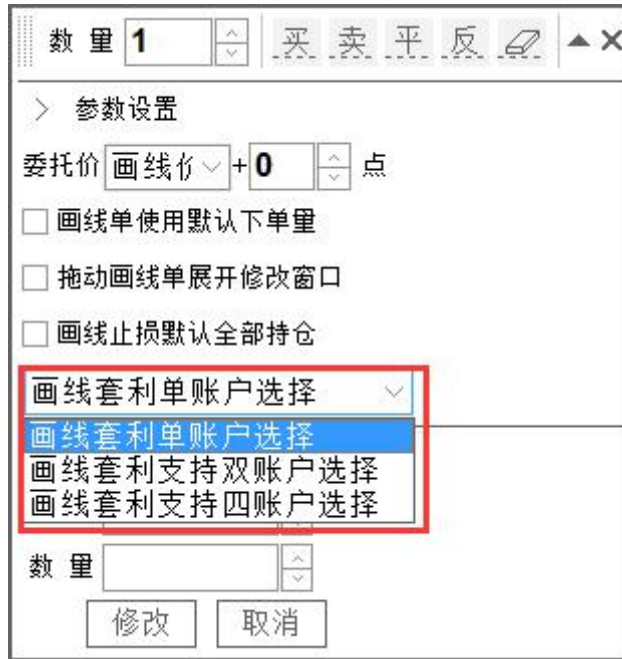 数 量 1 买 卖 平 反
参数设置
委托价 画线价 + 0 点
画线单使用默认下单量
拖动画线单展开修改窗口
画线止损默认全部持仓
画线套利单账户选择
画线套利单账户选择
画线套利支持双账户选择
画线套利支持四账户选择
数 量
修改 取消